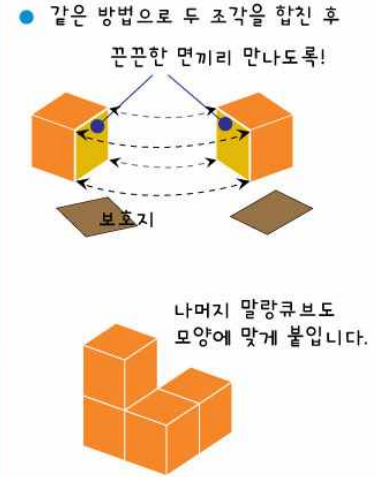 같은 방법으로 두 조각을 합친 후
끈끈한 면끼리 만나도록!
보호지
나머지 말랑큐브도
모양에 맞게 붙입니다.